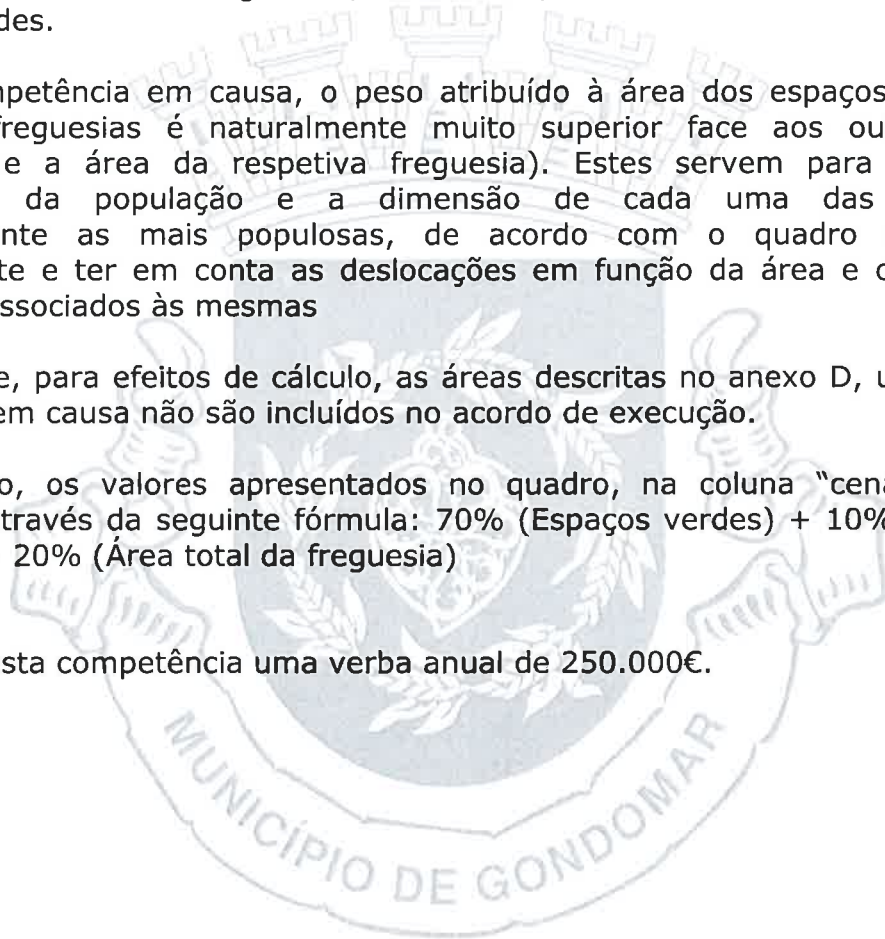 des.
mpetência em causa, o peso atribuído à área dos espaços
freguesias é naturalmente muito superior face aos ou
e a área da respetiva freguesia). Estes servem para
da população e a dimensão de cada uma das
nte as mais populosas, de acordo com o quadro
te e ter em conta as deslocações em função da área e
ssociados às mesmas
e, para efeitos de cálculo, as áreas descritas no anexo D, u
em causa não são incluídos no acordo de execução.
o, os valores apresentados no quadro, na coluna "cena
través da seguinte fórmula: 70% (Espaços verdes) + 10%
20% (Área total da freguesia)
sta competência uma verba anual de 250.000€.
MUNICÍPIO DE GONDOMAR